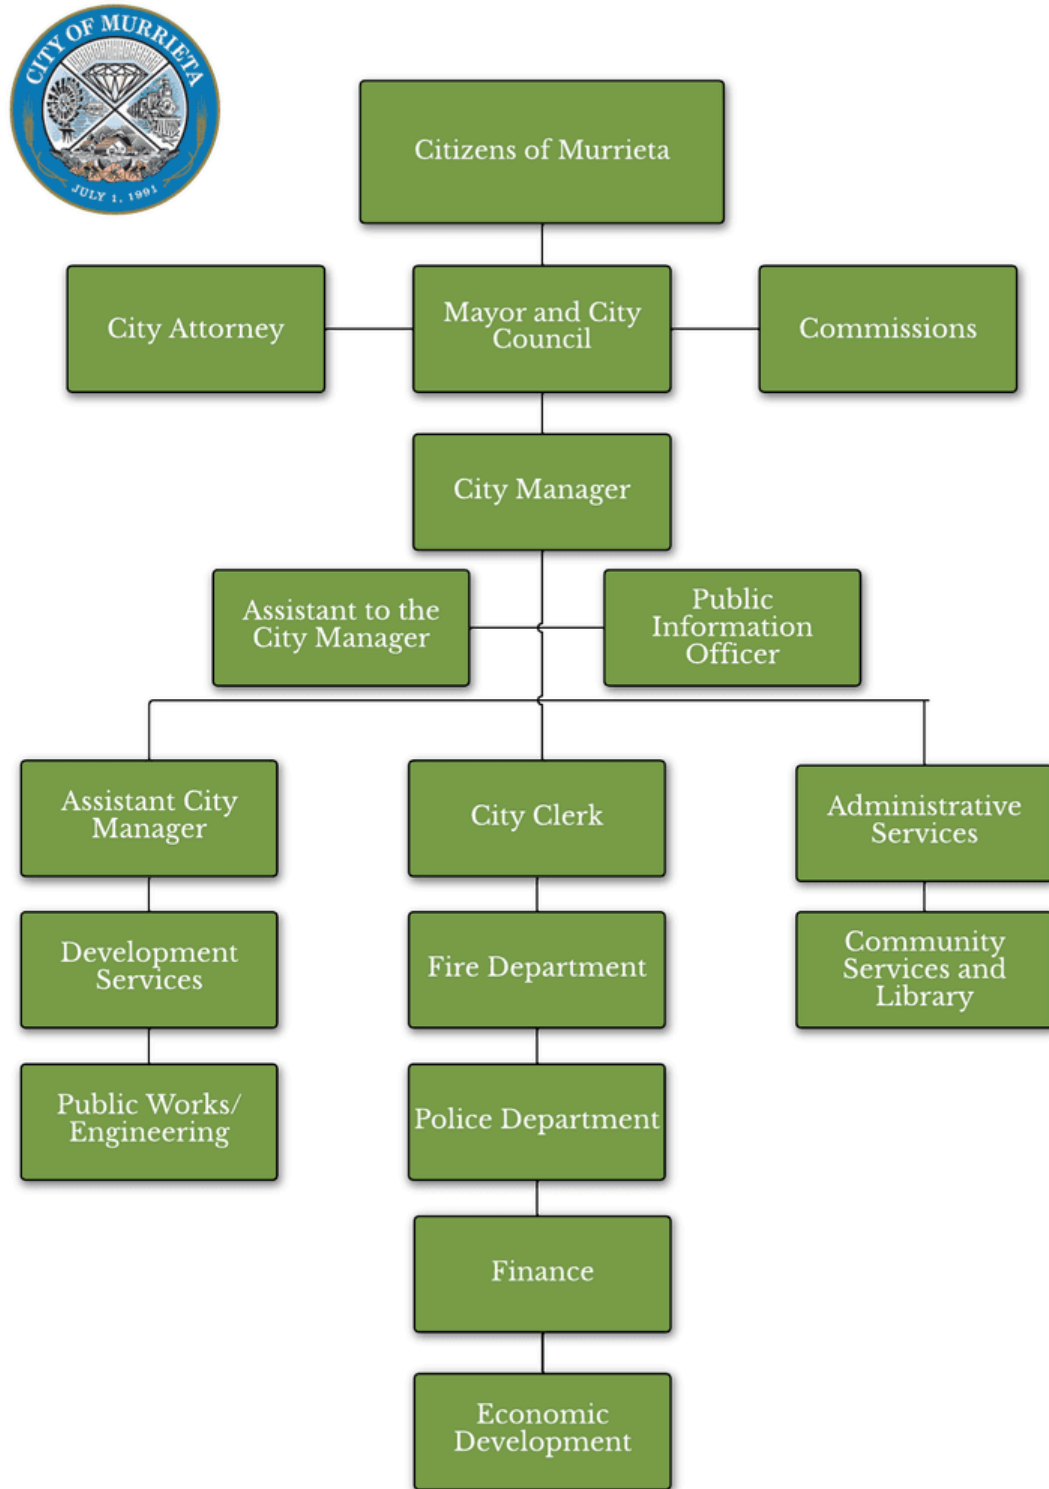 CITY OF MURRIETA
JULY 1, 1991
Citizens of Murrieta
City Attorney
Mayor and City
Council
Commissions
City Manager
Assistant to the
City Manager
Public
Information
Officer
Assistant City
Manager
City Clerk
Administrative
Services
Development
Services
Fire Department
Community
Services and
Library
Public Works/
Engineering
Police Department
Finance
Economic
Development